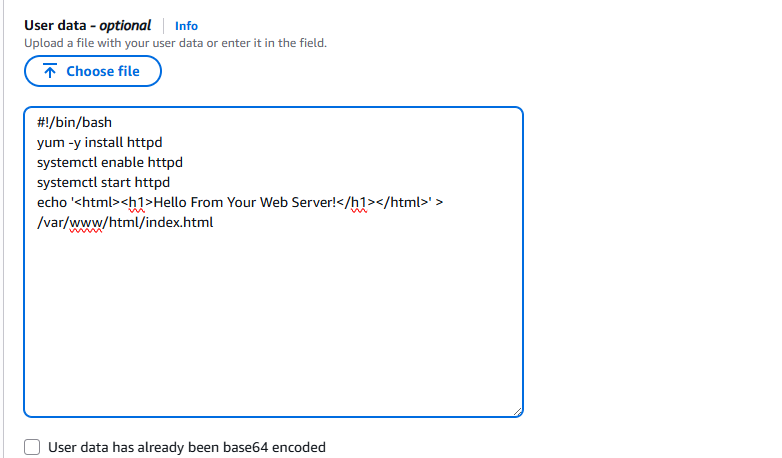 User data - optional Info
Upload a file with your user data or enter it in the field.
Choose file
#!/bin/bash
yum -y install httpd
systemctl enable httpd
systemctl start httpd
echo '<html><h1>Hello From Your Web Server!</h1></html>' >
/var/www/html/index.html
User data has already been base64 encoded